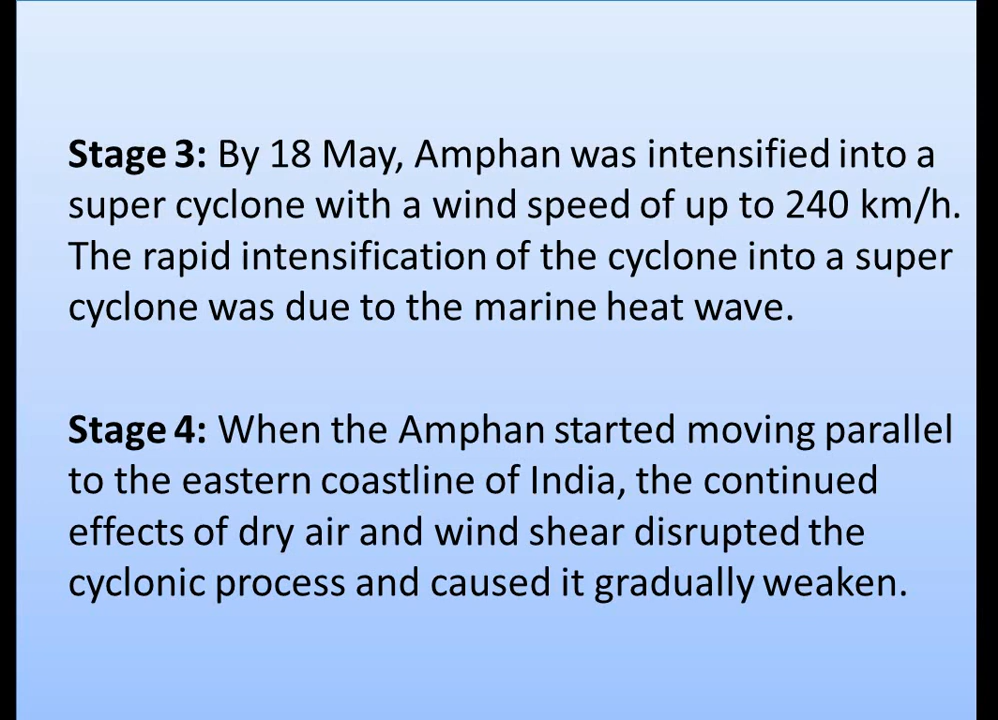 Stage 3: By 18 May, Amphan was intensified into a
super cyclone with a wind speed of up to 240 km/h.
The rapid intensification of the cyclone into a super
cyclone was due to the marine heat wave.
Stage 4: When the Amphan started moving parallel
to the eastern coastline of India, the continued
effects of dry air and wind shear disrupted the
cyclonic process and caused it gradually weaken.